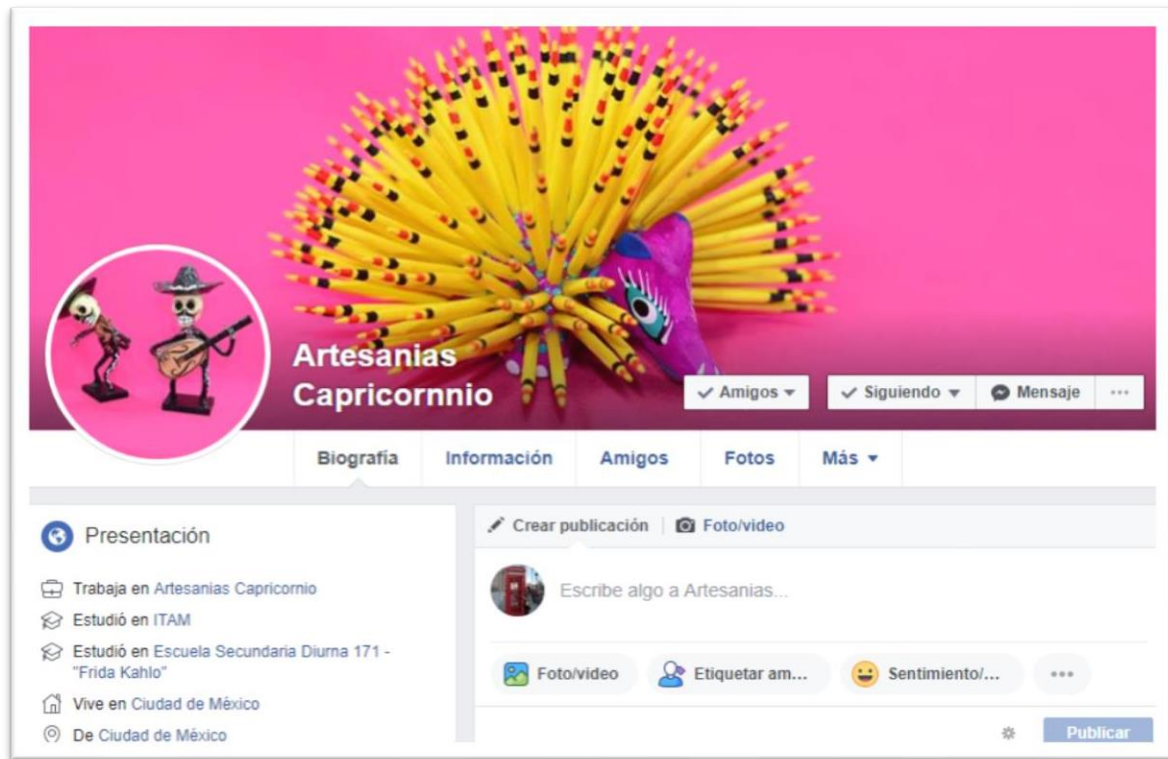 Artesanias
Capricornnio
Amigos
Siguiendo
Mensaje
Biografía
Información
Amigos
Fotos
Más
Presentación
Trabaja en Artesanias Capricornio
Estudió en ITAM
Estudió en Escuela Secundaria Diurna 171 -
"Frida Kahlo"
Vive en Ciudad de México
De Ciudad de México
Crear publicación
Foto/video
Escribe algo a Artesanias...
Foto/video
Etiquetar am...
Sentimiento/...
Publicar